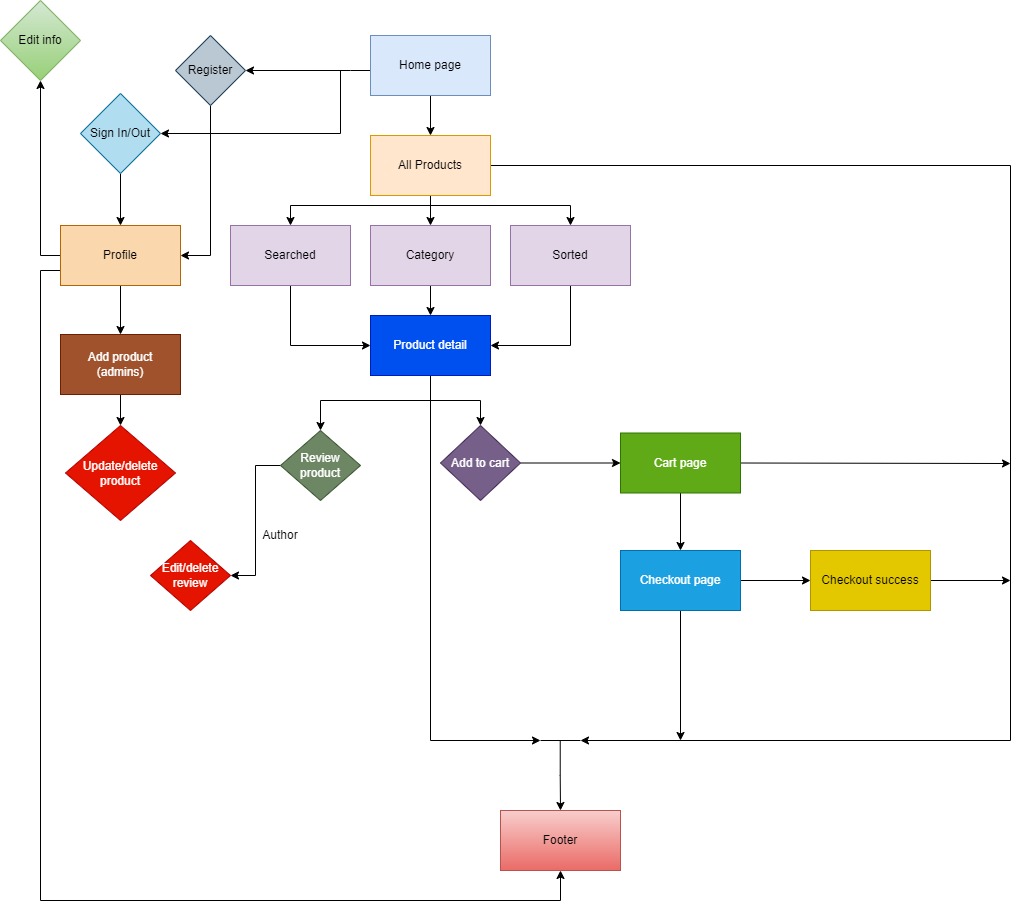 Edit info
Register
Home page
Sign In/Out
All Products
Profile
Searched
Category
Sorted
Product detail
Add product
(admins)
Review
product
Add to cart
Cart page
Update/delete
product
Author
Edit/delete
review
Checkout page
Checkout success
Footer